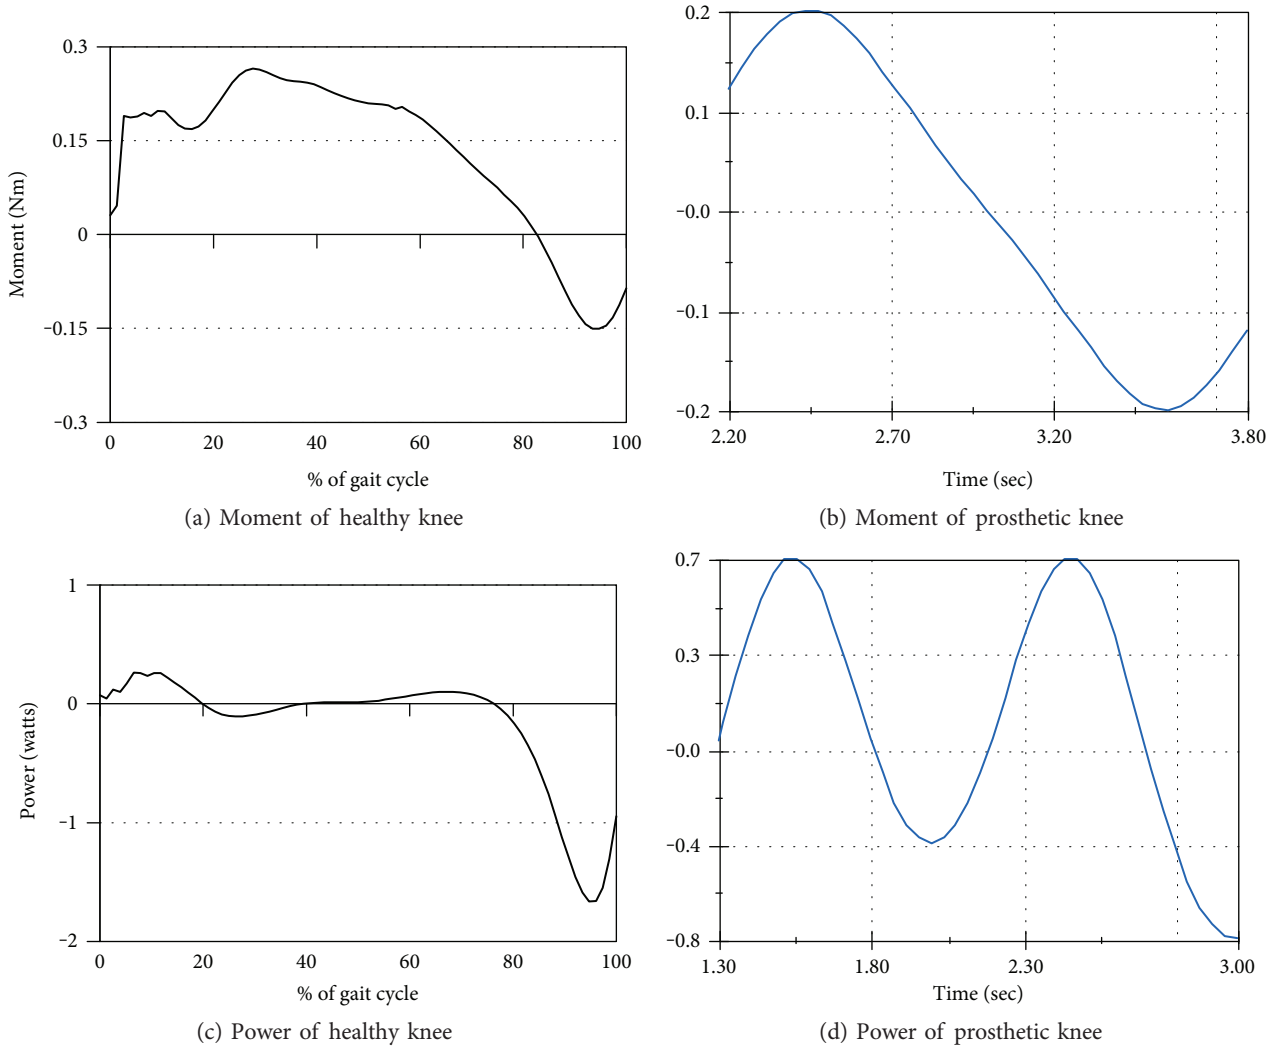 0.3
0.15
0
−0.15
−0.3
Moment (Nm)
0 20 40 60 80 100
% of gait cycle
(a) Moment of healthy knee
0.2
0.1
−0.0
−0.1
−0.2
2.20 2.70 3.20 3.80
Time (sec)
(b) Moment of prosthetic knee
1
0
−1
−2
Power (watts)
0 20 40 60 80 100
% of gait cycle
(c) Power of healthy knee
0.7
0.3
−0.0
−0.4
−0.8
1.30 1.80 2.30 3.00
Time (sec)
(d) Power of prosthetic knee